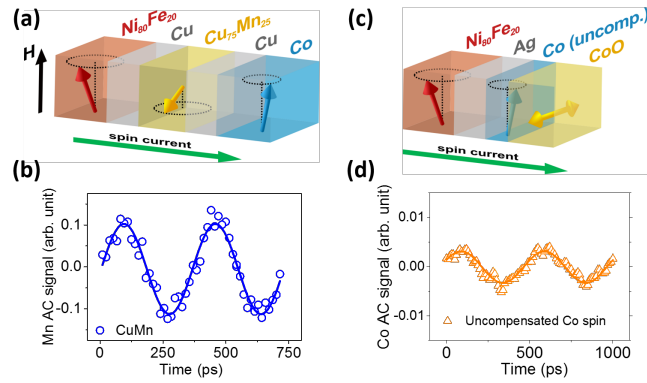 (a)
Ni80Fe20
Cu
Cu75Mn25
Cu
Co
H
spin current
(b)
Mn AC signal (arb. unit)
0.1
0.0
-0.1
CuMn
0
250
500
750
Time (ps)
(c)
Ni80Fe20
Ag
Co (uncomp.)
CoO
spin current
(d)
Co AC signal (arb. unit)
0.01
0.00
-0.01
Uncompensated Co spin
0
500
1000
Time (ps)